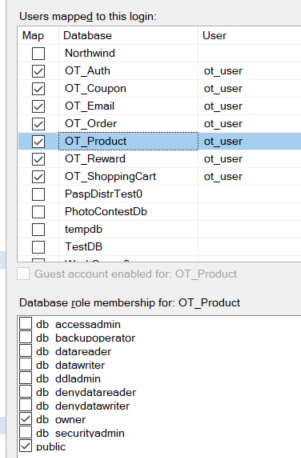 Users mapped to this login:
Map Database User
Northwind
OT_Auth ot_user
OT_Coupon ot_user
OT_Email ot_user
OT_Order ot_user
OT_Product ot_user
OT_Reward ot_user
OT_ShoppingCart ot_user
PaspDistrTest0
PhotoContestDb
tempdb
TestDB
Guest account enabled for: OT_Product
Database role membership for: OT_Product
db_accessadmin
db_backupoperator
db_datareader
db_datawriter
db_ddladmin
db_denydatareader
db_denydatawriter
db_owner
db_securityadmin
public